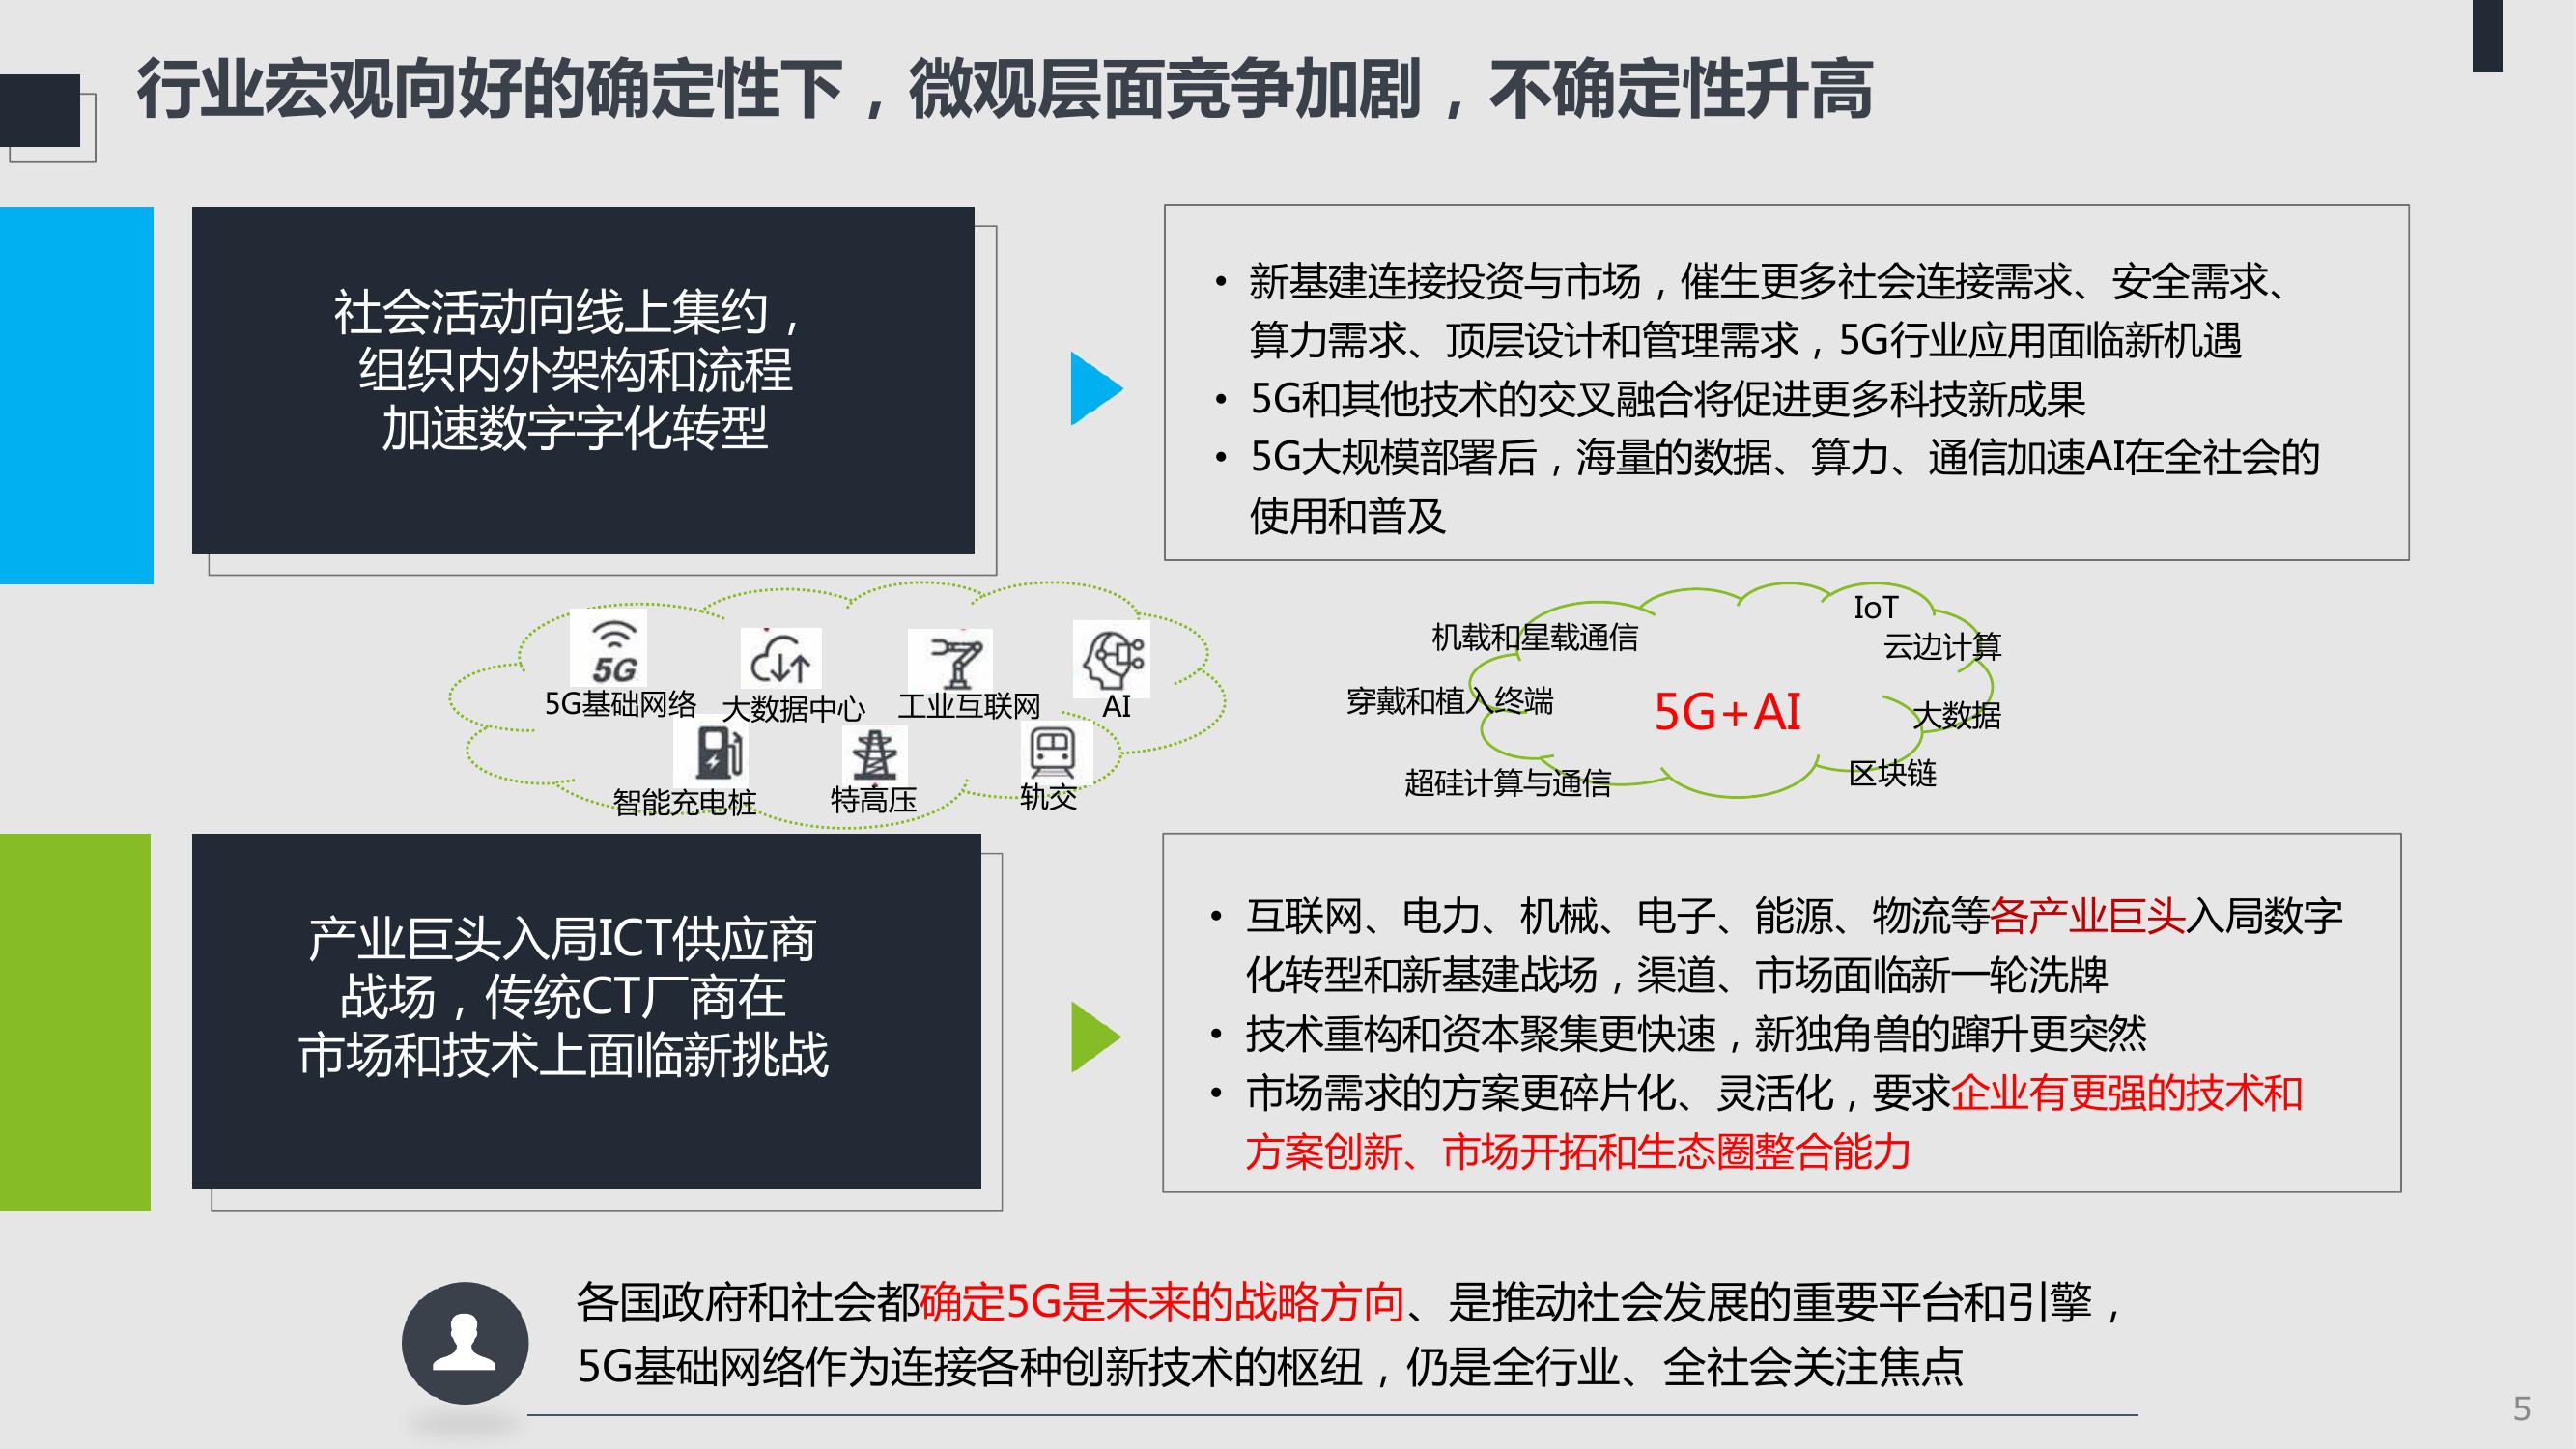 行业宏观向好的确定性下，微观层面竞争加剧，不确定性升高
社会活动向线上集约，
组织内外架构和流程
加速数字字化转型
• 新基建连接投资与市场，催生更多社会连接需求、安全需求、
算力需求、顶层设计和管理需求，5G行业应用面临新机遇
• 5G和其他技术的交叉融合将促进更多科技新成果
• 5G大规模部署后，海量的数据、算力、通信加速AI在全社会的
使用和普及
5G
5G基础网络
大数据中心
工业互联网
AI
智能充电桩
特高压
轨交
IoT
机载和星载通信
云边计算
穿戴和植入终端
5G+AI
大数据
超硅计算与通信
区块链
产业巨头入局ICT供应商
战场，传统CT厂商在
市场和技术上面临新挑战
• 互联网、电力、机械、电子、能源、物流等各产业巨头入局数字
化转型和新基建战场，渠道、市场面临新一轮洗牌
• 技术重构和资本聚集更快速，新独角兽的蹿升更突然
• 市场需求的方案更碎片化、灵活化，要求企业有更强的技术和
方案创新、市场开拓和生态圈整合能力
各国政府和社会都确定5G是未来的战略方向、是推动社会发展的重要平台和引擎，
5G基础网络作为连接各种创新技术的枢纽，仍是全行业、全社会关注焦点
5